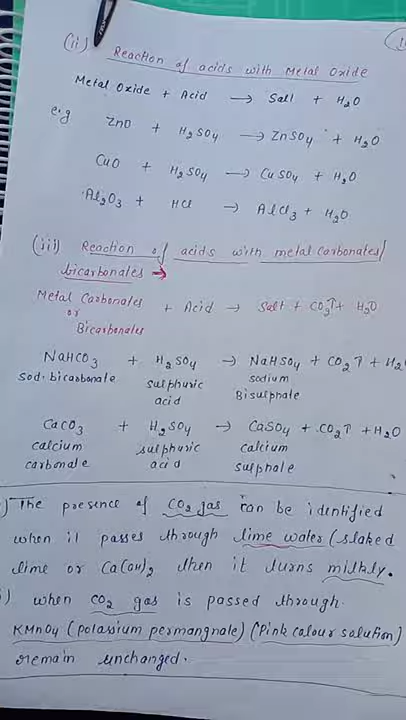 (ii) Reaction of acids with Metal Oxide
Metal Oxide + Acid → Salt + H₂O
e.g ZnO + H₂SO₄ → ZnSO₄ + H₂O
CuO + H₂SO₄ → CuSO₄ + H₂O
Al₂O₃ + HCl → AlCl₃ + H₂O
(iii) Reaction of acids with metal carbonates/
bicarbonates →
Metal Carbonates + Acid → Salt + CO₂↑ + H₂O
or
Bicarbonates
NaHCO₃ + H₂SO₄ → NaHSO₄ + CO₂↑ + H₂
sod. bicarbonate sulphuric sodium
acid Bisulphate
CaCO₃ + H₂SO₄ → CaSO₄ + CO₂↑ + H₂O
calcium sulphuric calcium
carbonate acid sulphate
) The presence of CO₂ gas can be identified
when it passes through lime water (slaked
lime or Ca(OH)₂ then it turns milky.
i) when CO₂ gas is passed through
KMnO₄ (potassium permangnate) (Pink colour solution)
remain unchanged.